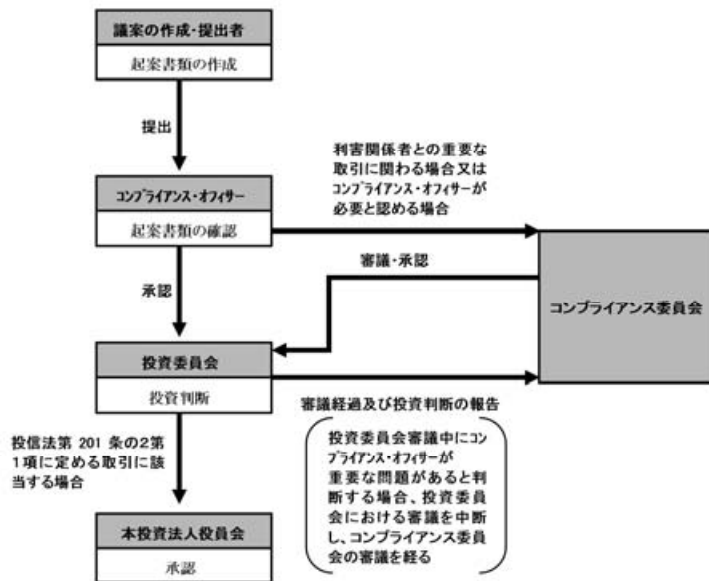 議案の作成・提出者
起案書類の作成
提出
利害関係者との重要な
取引に関わる場合又は
コンプライアンス・オフィサーが
必要と認める場合
コンプライアンス・オフィサー
起案書類の確認
審議・承認
承認
コンプライアンス委員会
投資委員会
投資判断
審議経過及び投資判断の報告
投信法第 201 条の2第
1項に定める取引に該
当する場合
投資委員会審議中にコン
プライアンス・オフィサーが
重要な問題があると判
断する場合、投資委員
会における審議を中断
し、コンプライアンス委員
会の審議を経る
本投資法人役員会
承認